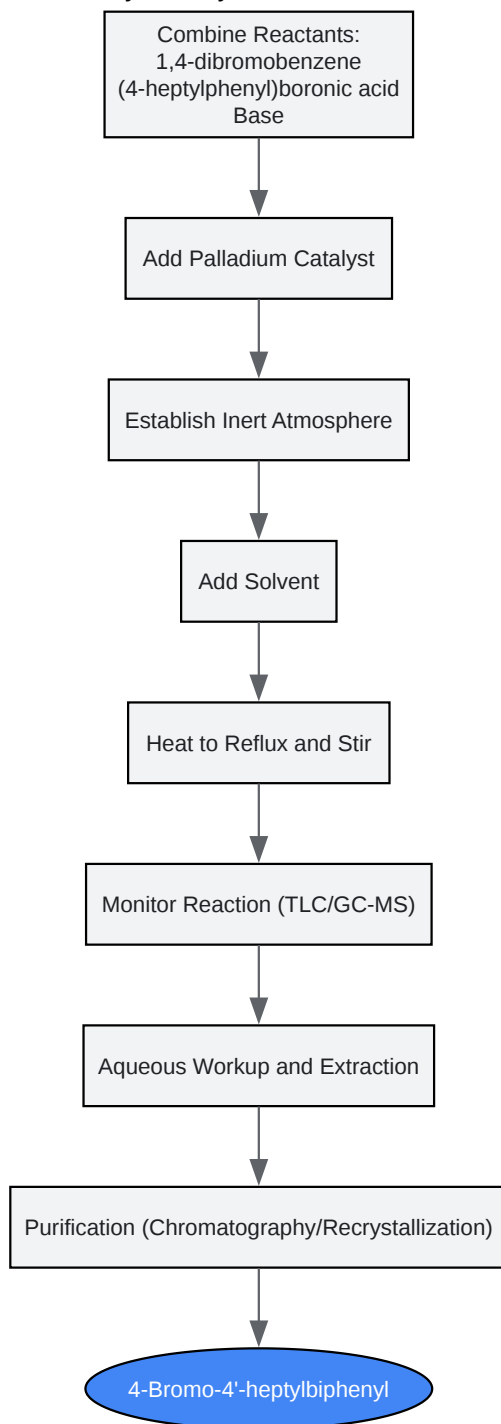 Combine Reactants:
1,4-dibromobenzene
(4-heptylphenyl)boronic acid
Base
Add Palladium Catalyst
Establish Inert Atmosphere
Add Solvent
Heat to Reflux and Stir
Monitor Reaction (TLC/GC-MS)
Aqueous Workup and Extraction
Purification (Chromatography/Recrystallization)
4-Bromo-4'-heptylbiphenyl